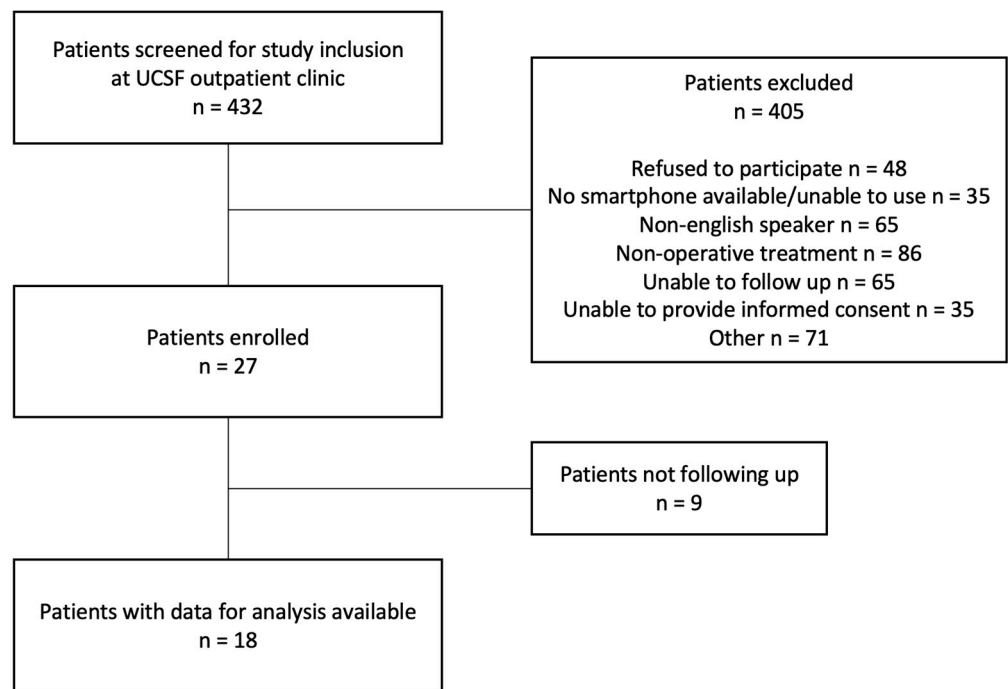 Patients screened for study inclusion
at UCSF outpatient clinic
n = 432
Patients excluded
n = 405
Refused to participate n = 48
No smartphone available/unable to use n = 35
Non-english speaker n = 65
Non-operative treatment n = 86
Unable to follow up n = 65
Unable to provide informed consent n = 35
Other n = 71
Patients enrolled
n = 27
Patients not following up
n = 9
Patients with data for analysis available
n = 18